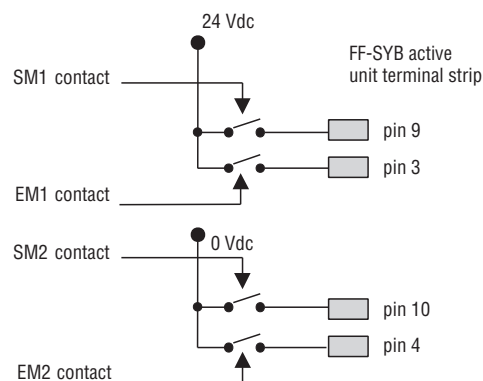 24 Vdc
FF-SYB active
unit terminal strip
SM1 contact
pin 9
pin 3
EM1 contact
SM2 contact
0 Vdc
pin 10
pin 4
EM2 contact